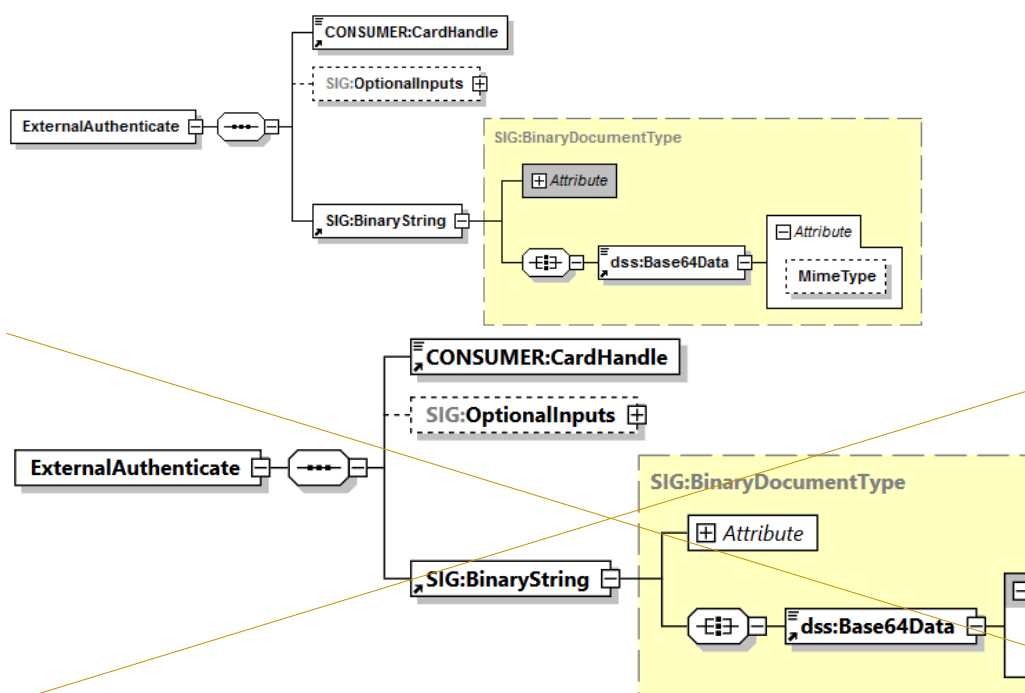 CONSUMER:CardHandle
SIG:OptionalInputs
ExternalAuthenticate
SIG:BinaryDocumentType
Attribute
SIG:BinaryString
Attribute
dss:Base64Data
MimeType
CONSUMER:CardHandle
SIG:OptionalInputs
ExternalAuthenticate
SIG:BinaryDocumentType
Attribute
SIG:BinaryString
dss:Base64Data